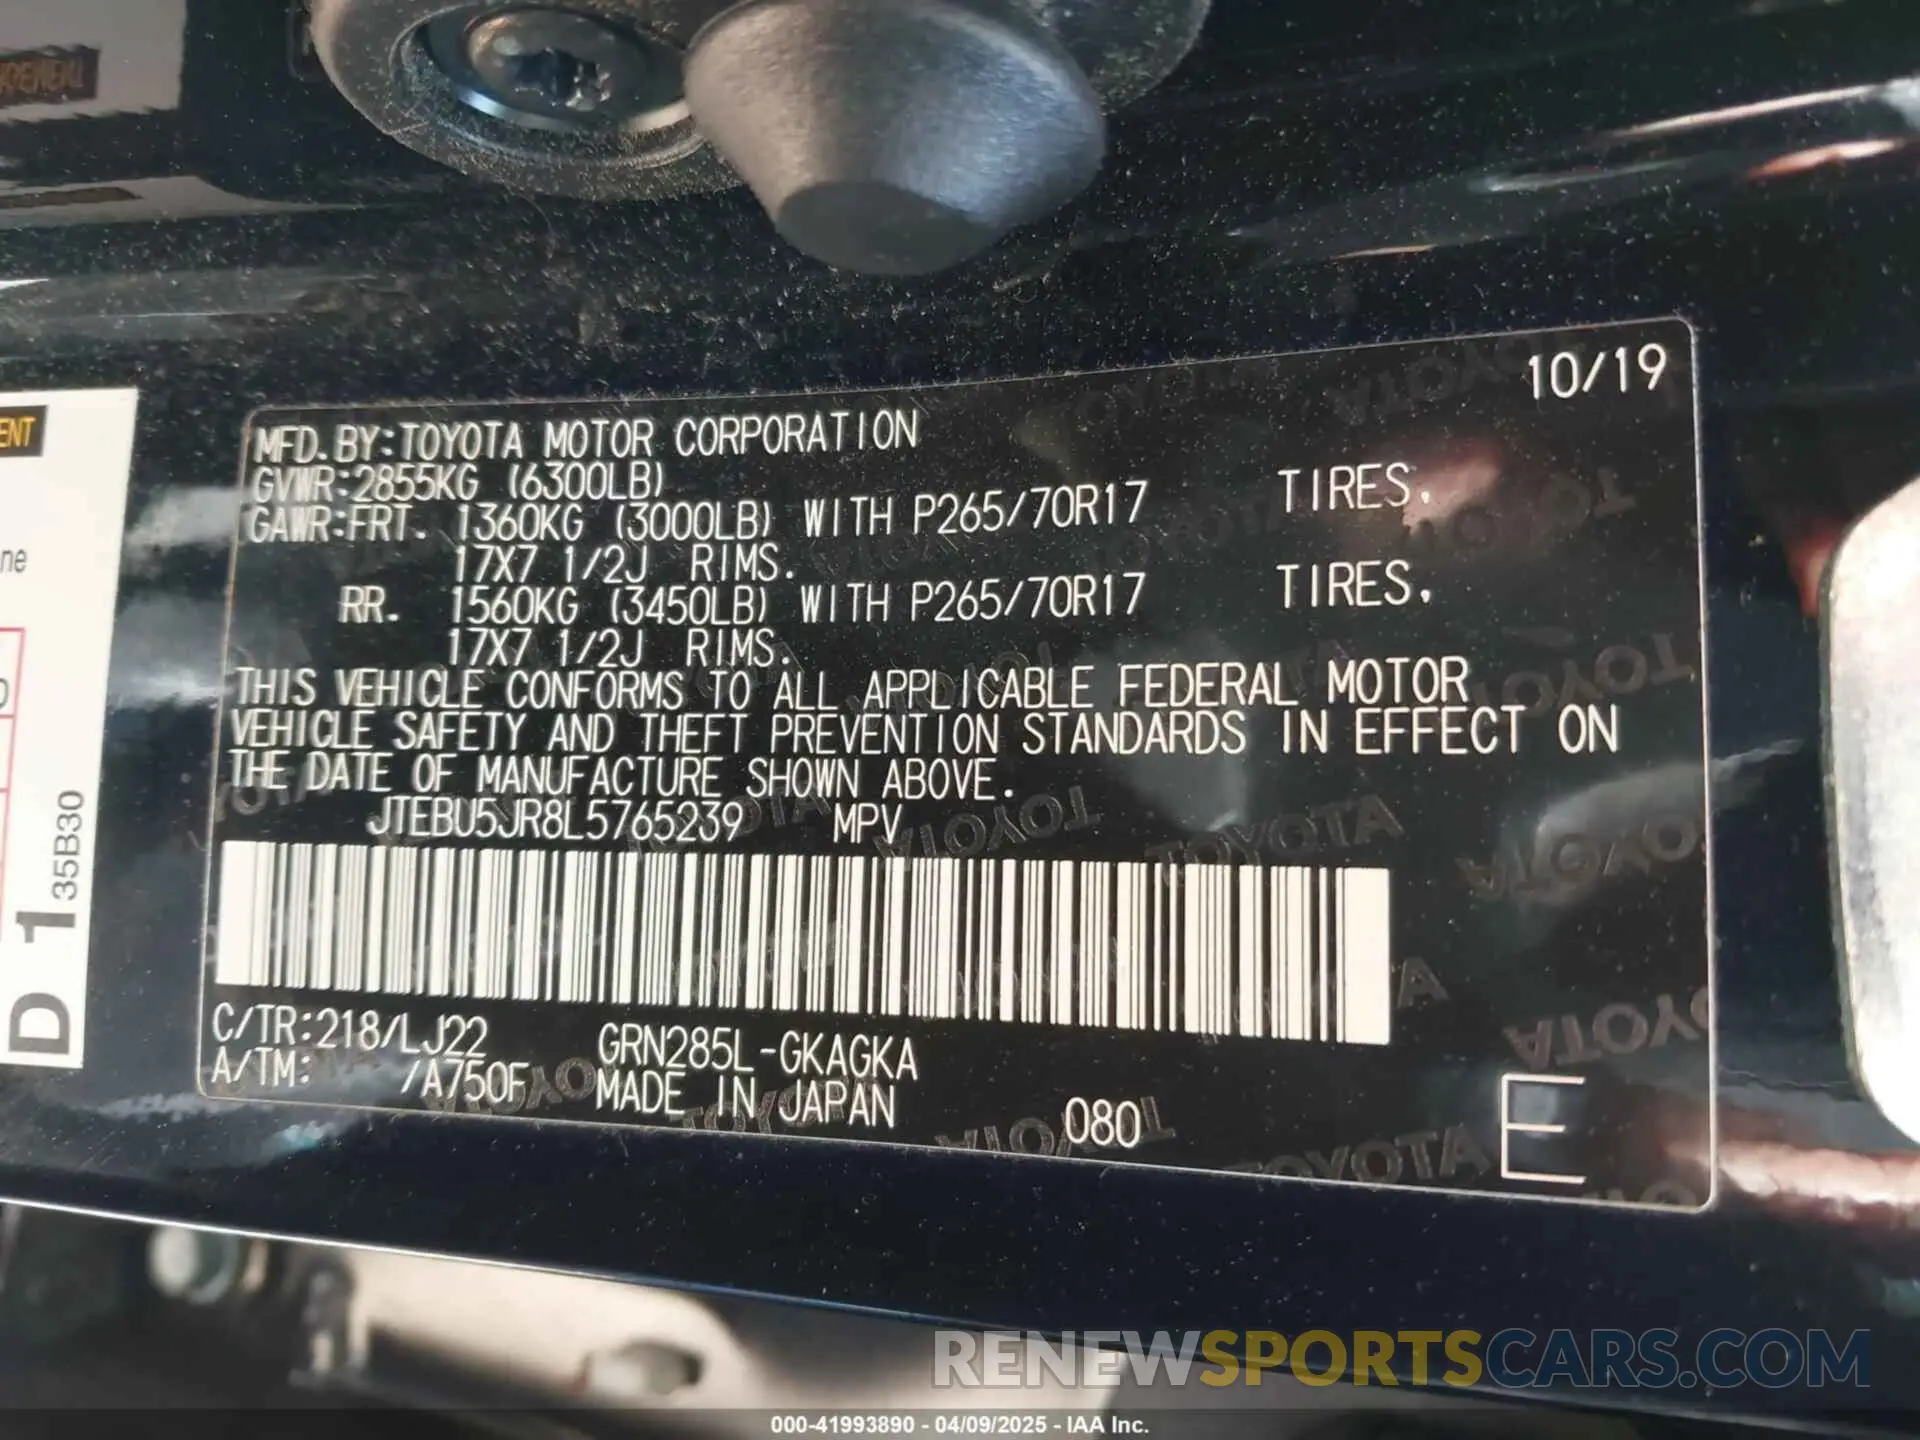 10/19
MFD.BY:TOYOTA MOTOR CORPORATION
GVWR:2855KG (6300LB)
GAWR:FRT. 1360KG (3000LB) WITH P265/70R17 TIRES.
17X7 1/2J RIMS.
RR. 1560KG (3450LB) WITH P265/70R17 TIRES,
17X7 1/2J RIMS.
THIS VEHICLE CONFORMS TO ALL APPLICABLE FEDERAL MOTOR
VEHICLE SAFETY AND THEFT PREVENTION STANDARDS IN EFFECT ON
THE DATE OF MANUFACTURE SHOWN ABOVE.
JTEBU5JR8L5765239 MPV
C/TR:218/LJ22 GRN285L-GKAGKA
A/TM: /A750F MADE IN JAPAN
080
E
ENT
ne
D 1 35B30
RENEWSPORTSCARS.COM
000-41993890 - 04/09/2025 - IAA Inc.